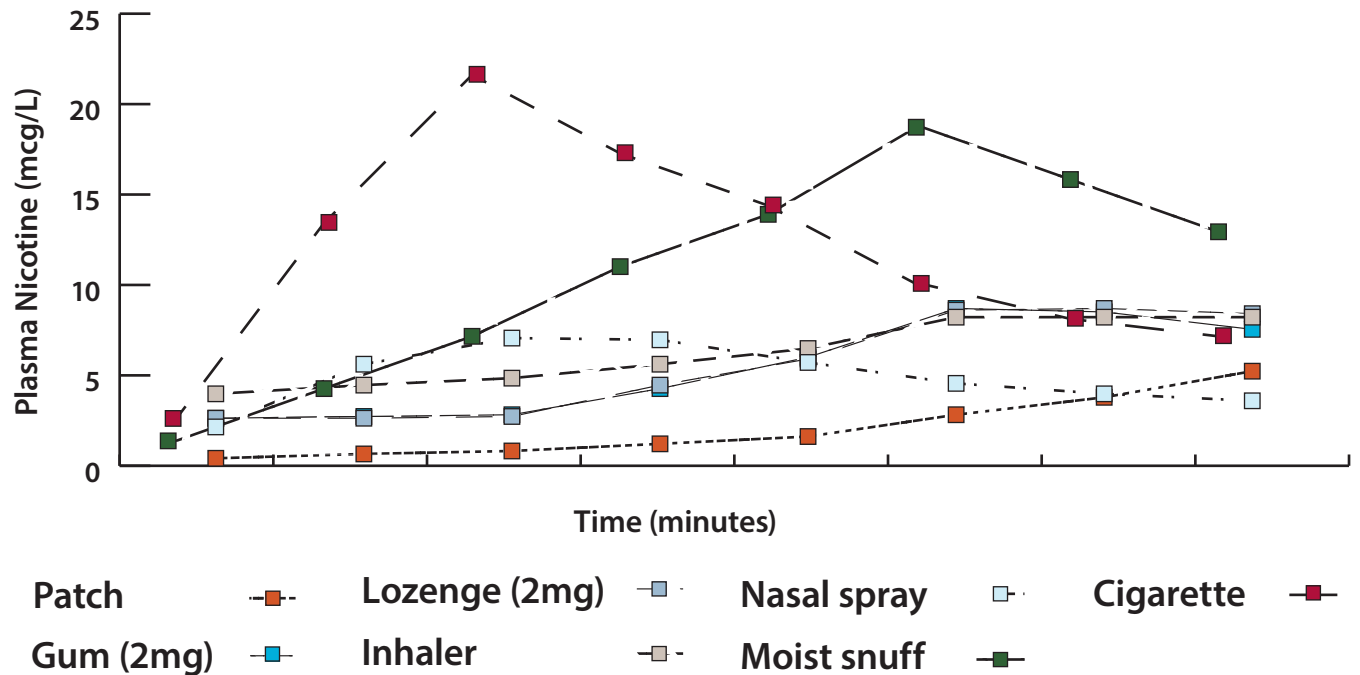 25
20
15
10
5
0
Plasma Nicotine (mcg/L)
Time (minutes)
Patch
Lozenge (2mg)
Nasal spray
Cigarette
Gum (2mg)
Inhaler
Moist snuff